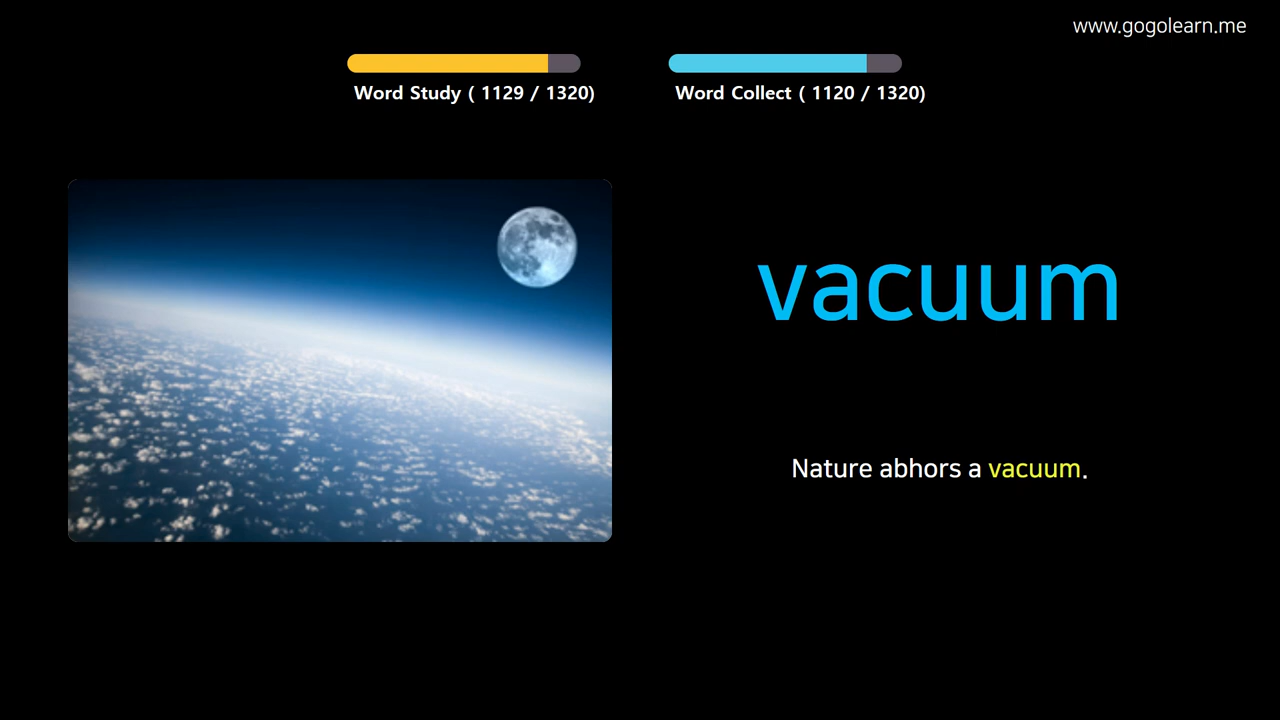 www.gogolearn.me
Word Study ( 1129 / 1320)
Word Collect ( 1120 / 1320)
vacuum
Nature abhors a vacuum.